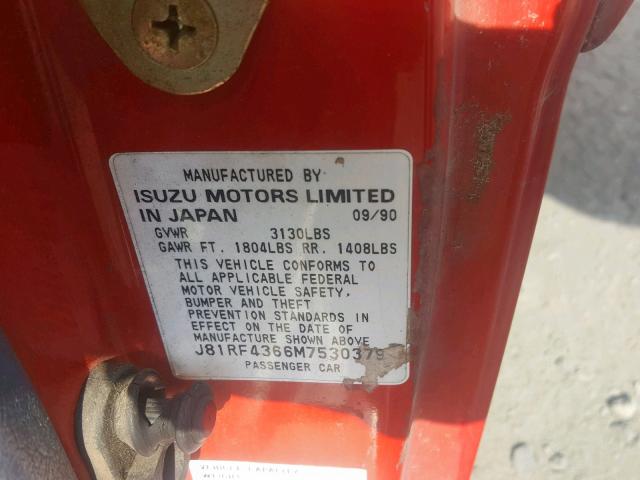 MANUFACTURED BY
ISUZU MOTORS LIMITED
IN JAPAN 09/90
GVWR 3130LBS
GAWR FT. 1804LBS RR. 1408LBS
THIS VEHICLE CONFORMS TO
ALL APPLICABLE FEDERAL
MOTOR VEHICLE SAFETY,
BUMPER AND THEFT
PREVENTION STANDARDS IN
EFFECT ON THE DATE OF
MANUFACTURE SHOWN ABOVE
J81RF4366M7530379
PASSENGER CAR
VEHICLE CAPACITY